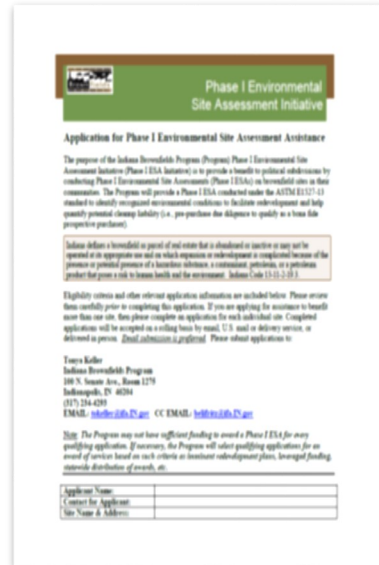 Phase I Environmental
Site Assessment Initiative
Application for Phase I Environmental Site Assessment Assistance
The purpose of the Indiana Brownfields Program (Program) Phase I Environmental Site
Assessment Initiative (Phase I ESA Initiative) is to provide a benefit to political subdivisions by
conducting Phase I Environmental Site Assessments (Phase I ESAs) on brownfield sites in their
communities. The Program will provide a Phase I ESA conducted under the ASTM E1527-13
standard to identify recognized environmental conditions to facilitate redevelopment and help
quantify potential cleanup liability (i.e., pre-purchase due diligence to qualify as a bona fide
prospective purchaser).
Indiana defines a brownfield as parcel of real estate that is abandoned or inactive or may not be
operated at its appropriate use and on which expansion or redevelopment is complicated because of the
presence or potential presence of a hazardous substance, a contaminant, petroleum, or a petroleum
product that poses a risk to human health and the environment. Indiana Code 13-11-2-19.3.
Eligibility criteria and other relevant application information are included below. Please review
them carefully prior to completing this application. If you are applying for assistance to benefit
more than one site, then please complete an application for each individual site. Completed
applications will be accepted on a rolling basis by email, U.S. mail or delivery service, or
delivered in person. Email submission is preferred. Please submit applications to:
Tonya Keller
Indiana Brownfields Program
100 N. Senate Ave., Room 1275
Indianapolis, IN 46204
(317) 234-4293
EMAIL: CC EMAIL:
Note: The Program may not have sufficient funding to award a Phase I ESA for every
qualifying application. If necessary, the Program will select qualifying applications for an
award of services based on such criteria as imminent redevelopment plans, leveraged funding,
statewide distribution of awards, etc.
Applicant Name:
Contact for Applicant:
Site Name & Address: